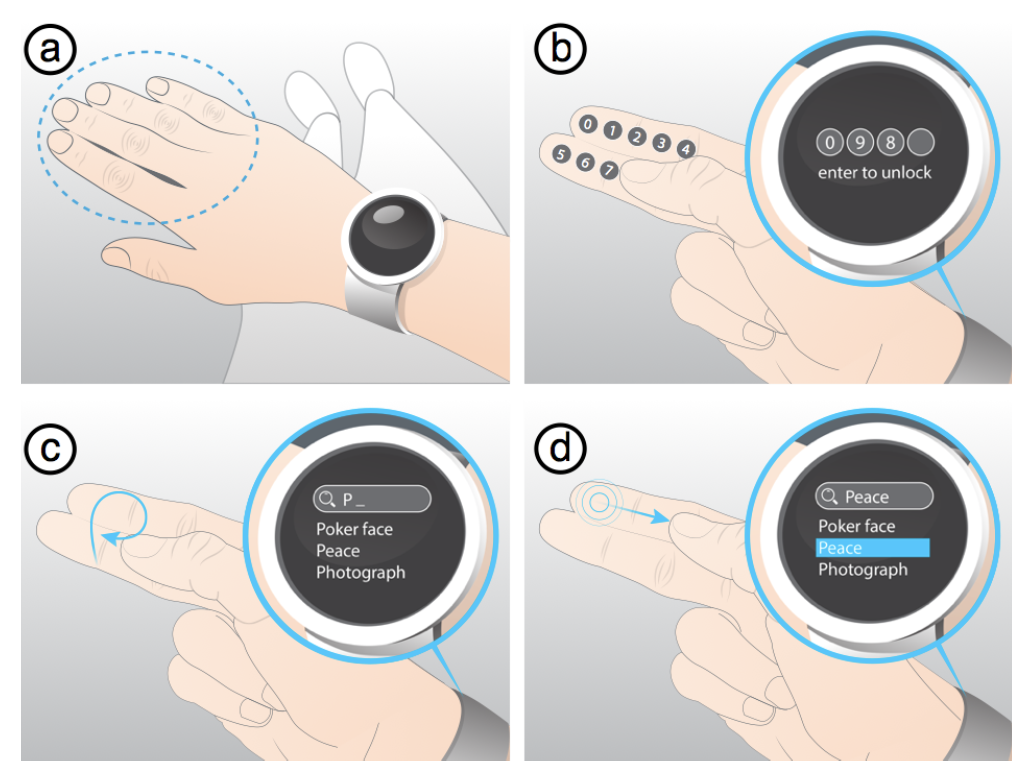 a
b
0 1 2 3 4
5 6 7
0 9 8
enter to unlock
c
P _
Poker face
Peace
Photograph
d
Peace
Poker face
Peace
Photograph